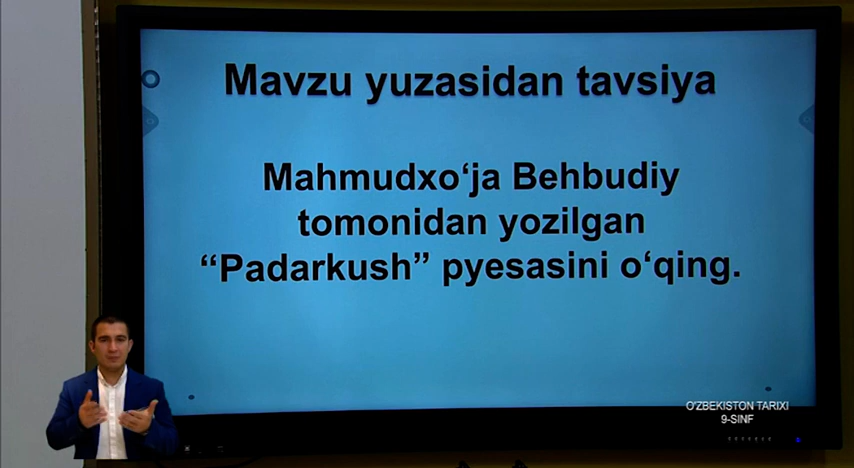 Mavzu yuzasidan tavsiya
Mahmudxo‘ja Behbudiy
tomonidan yozilgan
“Padarkush” pyesasini o‘qing.
O'ZBEKISTON TARIXI
9-SINF